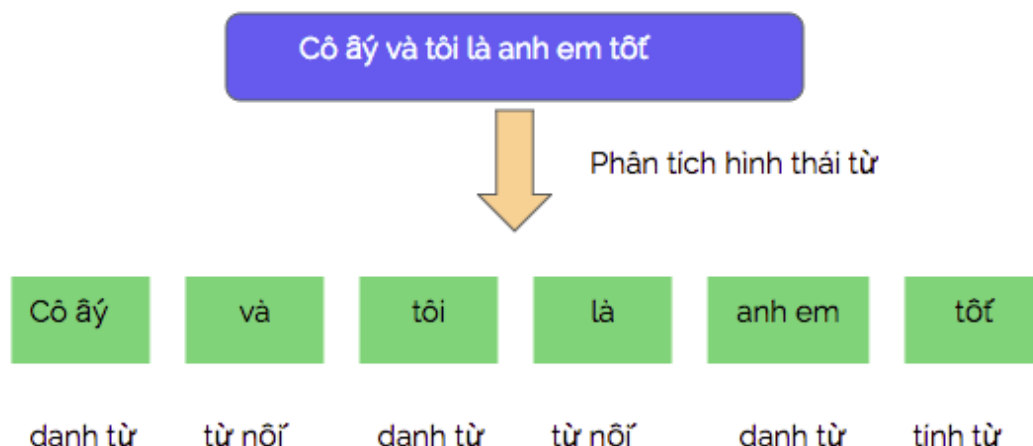 Cô ấy và tôi là anh em tốt
Phân tích hình thái từ
Cô ấy và tôi là anh em tốt
danh từ từ nối danh từ từ nối danh từ tính từ